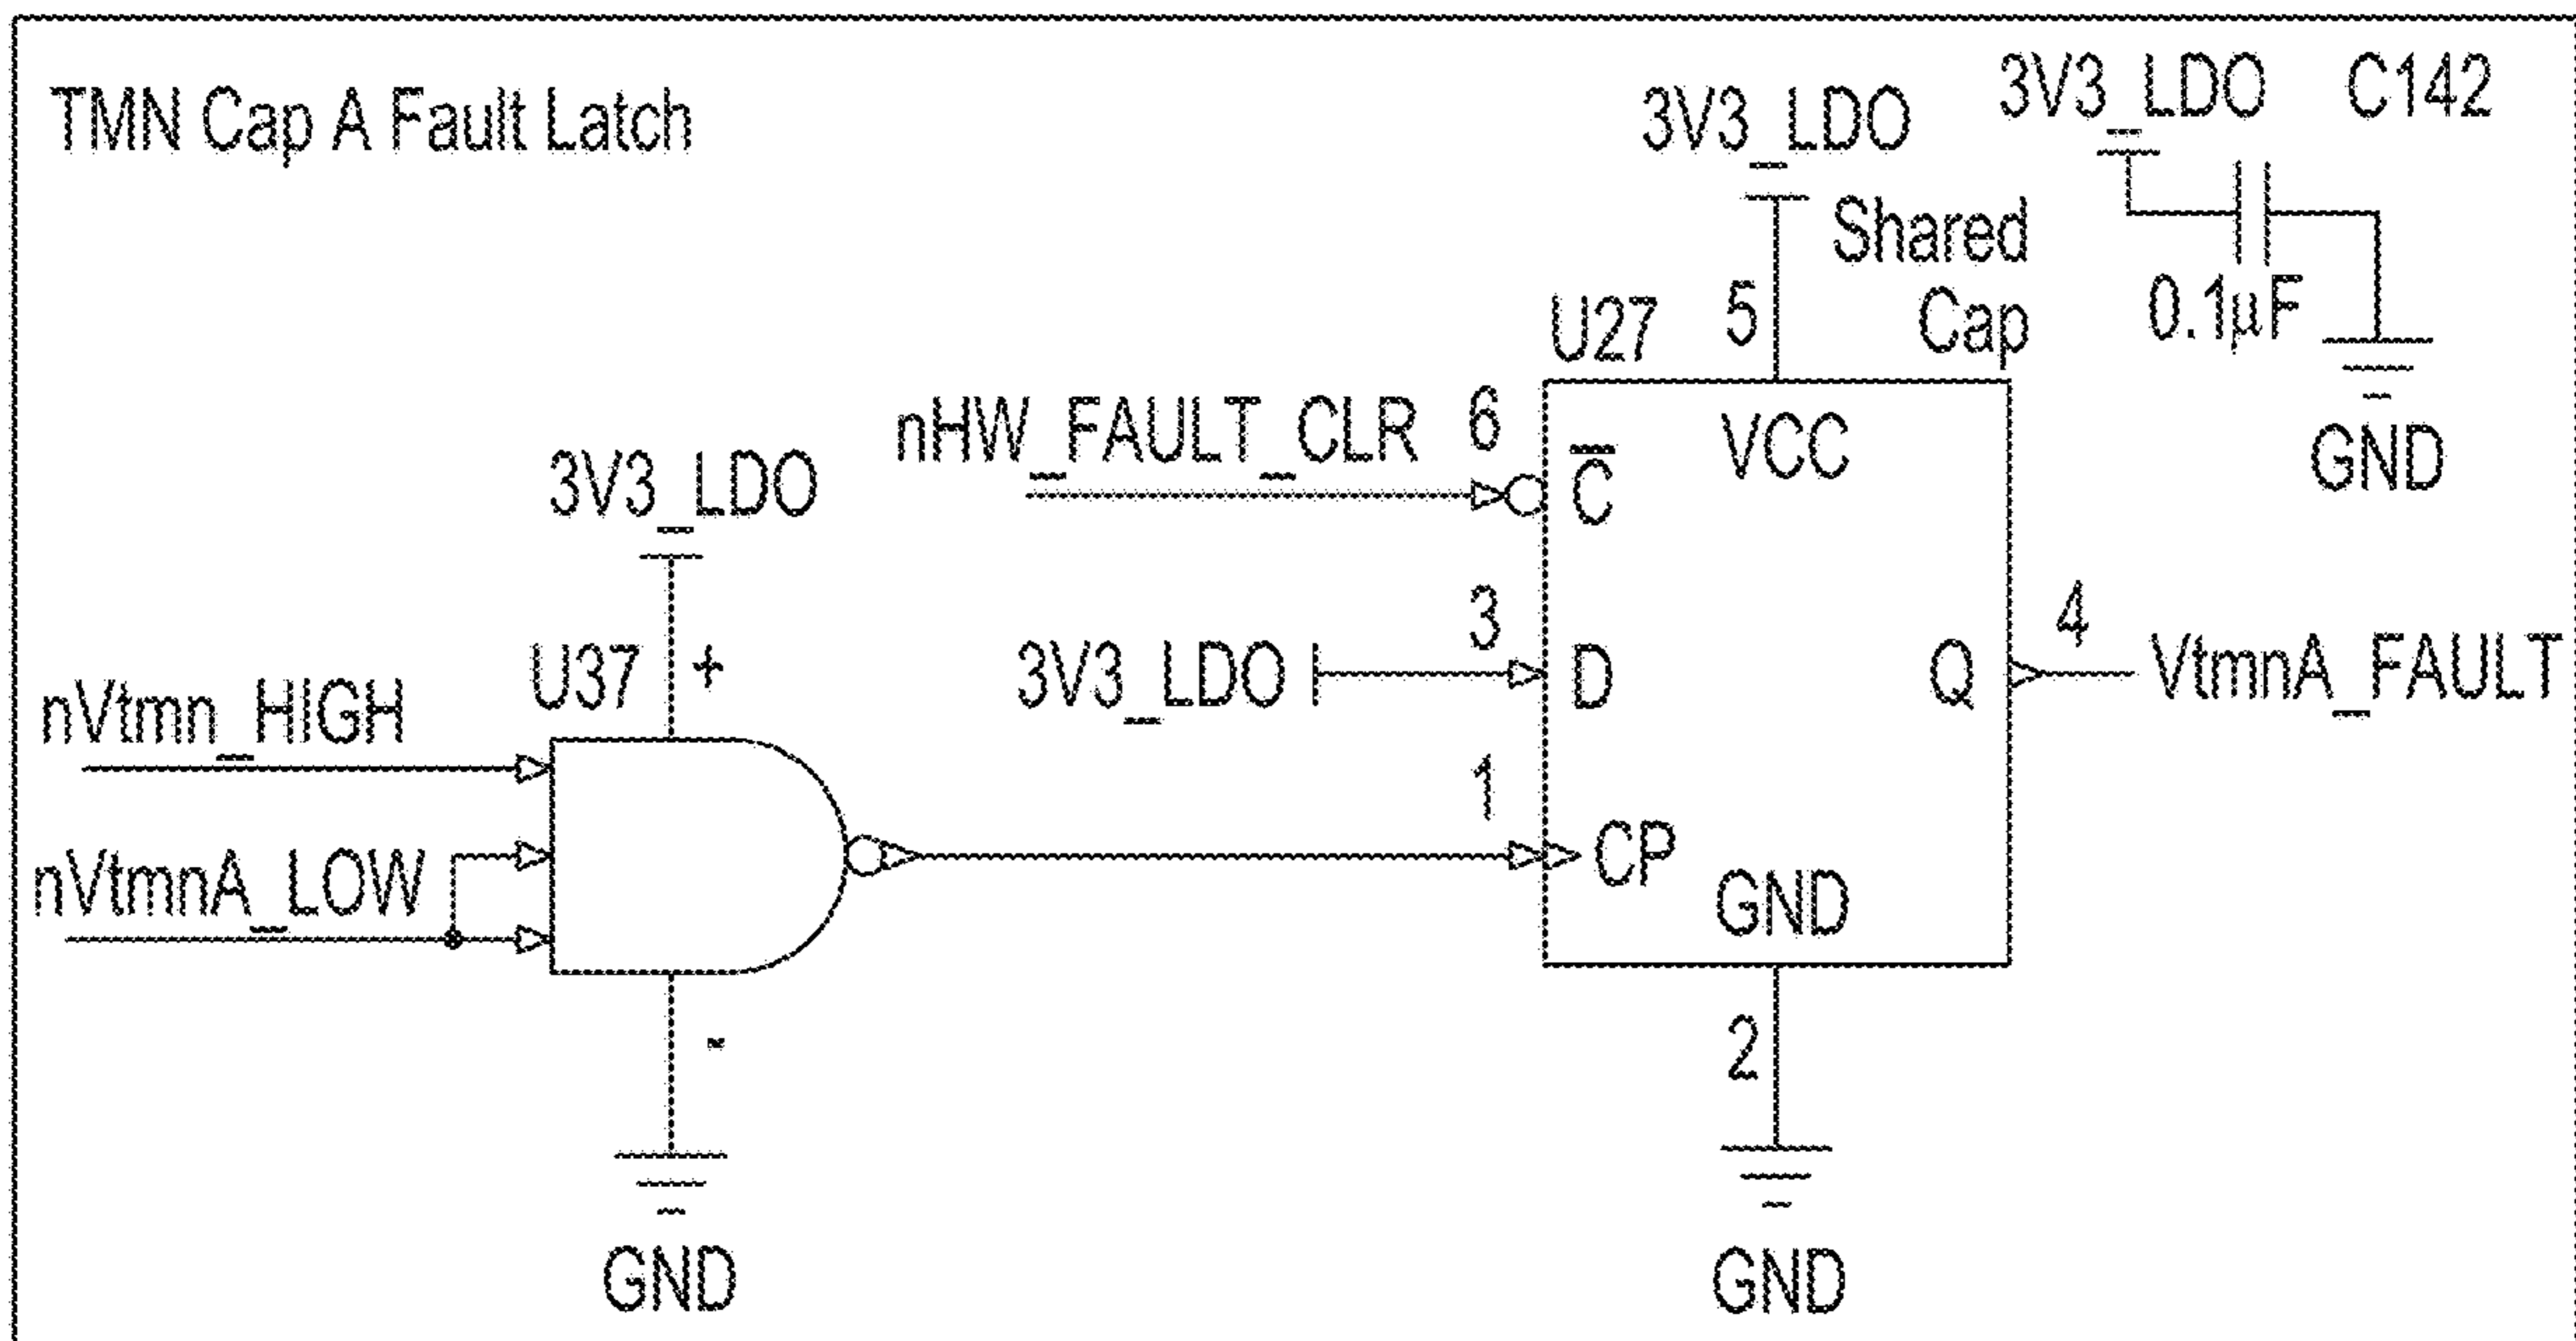 TMN Cap A Fault Latch
3V3_LDO
3V3_LDO
C142
Shared
Cap
0.1µF
GND
U27
5
nHW_FAULT_CLR
6
C̅
VCC
3V3_LDO
U37
+
-
nVtmn_HIGH
nVtmnA_LOW
GND
3V3_LDO
3
D
Q
4
VtmnA_FAULT
1
CP
GND
2
GND